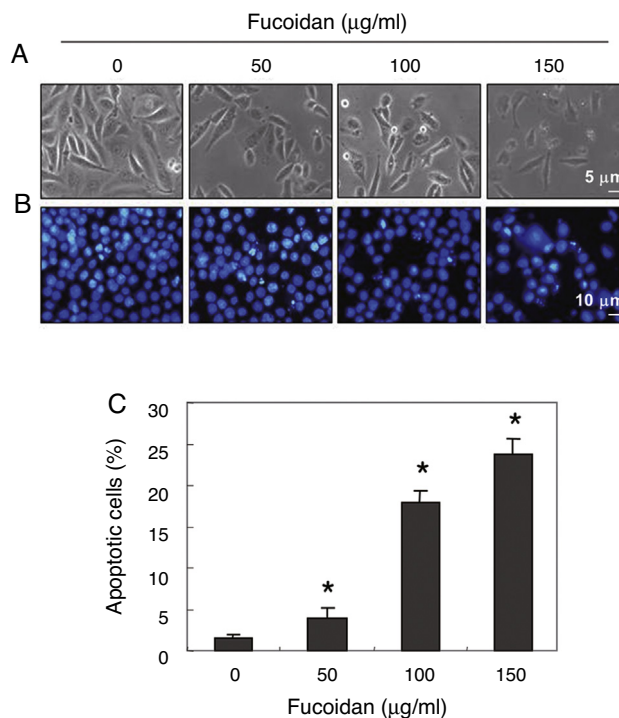 Fucoidan (μg/ml)
A
0 50 100 150
5 μm
B
10 μm
C
30
25
20
15
10
5
0
Apoptotic cells (%)
* * *
0 50 100 150
Fucoidan (μg/ml)